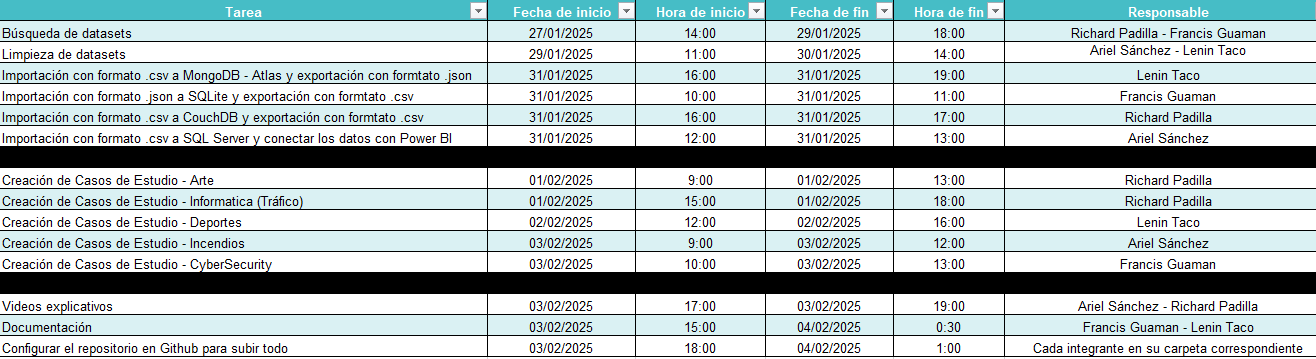 Tarea Fecha de inicio Hora de inicio Fecha de fin Hora de fin Responsable
Búsqueda de datasets 27/01/2025 14:00 29/01/2025 18:00 Richard Padilla - Francis Guaman
Limpieza de datasets 29/01/2025 11:00 30/01/2025 14:00 Ariel Sánchez - Lenin Taco
Importación con formato .csv a MongoDB - Atlas y exportación con formtato .json 31/01/2025 16:00 31/01/2025 19:00 Lenin Taco
Importación con formato .json a SQLite y exportación con formtato .csv 31/01/2025 10:00 31/01/2025 11:00 Francis Guaman
Importación con formato .csv a CouchDB y exportación con formtato .csv 31/01/2025 16:00 31/01/2025 17:00 Richard Padilla
Importación con formato .csv a SQL Server y conectar los datos con Power BI 31/01/2025 12:00 31/01/2025 13:00 Ariel Sánchez
Creación de Casos de Estudio - Arte 01/02/2025 9:00 01/02/2025 13:00 Richard Padilla
Creación de Casos de Estudio - Informatica (Tráfico) 01/02/2025 15:00 01/02/2025 18:00 Richard Padilla
Creación de Casos de Estudio - Deportes 02/02/2025 12:00 02/02/2025 16:00 Lenin Taco
Creación de Casos de Estudio - Incendios 03/02/2025 9:00 03/02/2025 12:00 Ariel Sánchez
Creación de Casos de Estudio - CyberSecurity 03/02/2025 10:00 03/02/2025 13:00 Francis Guaman
Videos explicativos 03/02/2025 17:00 03/02/2025 19:00 Ariel Sánchez - Richard Padilla
Documentación 03/02/2025 15:00 04/02/2025 0:30 Francis Guaman - Lenin Taco
Configurar el repositorio en Github para subir todo 03/02/2025 18:00 04/02/2025 1:00 Cada integrante en su carpeta correspondiente